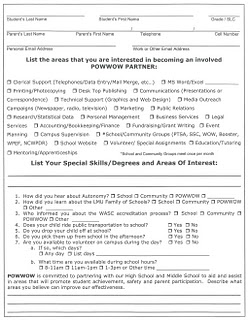 Student's Last Name Student's First Name Grade / SLC
Parent's Last Name Parent's First Name Telephone Cell Number
Personal Email Address Work or Other Email Address
List the areas that you are interested in becoming an involved
POWWOW PARTNER:
☐ Clerical Support (Telephones/Data Entry/Mail Merge, etc…) ☐ MS Word/Excel
☐ Printing/Photocopying ☐ Desk Top Publishing ☐ Communications (Presentations or
Correspondence) ☐ Technical Support (Graphics and Web Design) ☐ Media Outreach
Campaigns (Newspaper, radio, television) ☐ Marketing ☐ Public Relations
☐ Research/Statistical Data ☐ Personal Management ☐ Business Services ☐ Legal
Services ☐ Accounting/Bookkeeping/Finance ☐ Fundraising/Grant Writing ☐ Event
Planning ☐ Campus Supervision ☐ *School/Community Groups (PTSA, SSC, WOW, Booster,
WPEF, NCWPDR) ☐ School Website ☐ Volunteer/ Special Assignments ☐ Education/Tutoring
☐ Mentoring/Apprenticeships *School and Community Groups meet once per month
List Your Special Skills/Degrees and Areas Of Interest:
1. How did you hear about Autonomy? ☐ School ☐ Community ☐ POWWOW ☐
2. How did you learn about the LMU Family of Schools? ☐ School ☐ Community ☐ POWWOW
☐ Other
3. Who informed you about the WASC accreditation process? ☐ School ☐ Community ☐
POWWOW ☐ Other
4. Does your child ride public transportation to school? ☐ Yes ☐ No
5. Do you drop your child off at school? ☐ Yes ☐ No
6. Do you pick them up from school in the afternoon? ☐ Yes ☐ No
7. Are you available to volunteer on campus during the day? ☐ Yes ☐ No
a. If so, which days?
☐ Any day ☐ List days
b. What time are you available during school hours?
☐ 8-11am ☐ 11am-1pm ☐ 1-3pm or Other time
POWWOW is committed to partnering with our High School and Middle School to aid and assist
in areas that will promote student achievement, safety and parent participation. Describe other
areas you believe can improve our effectiveness.